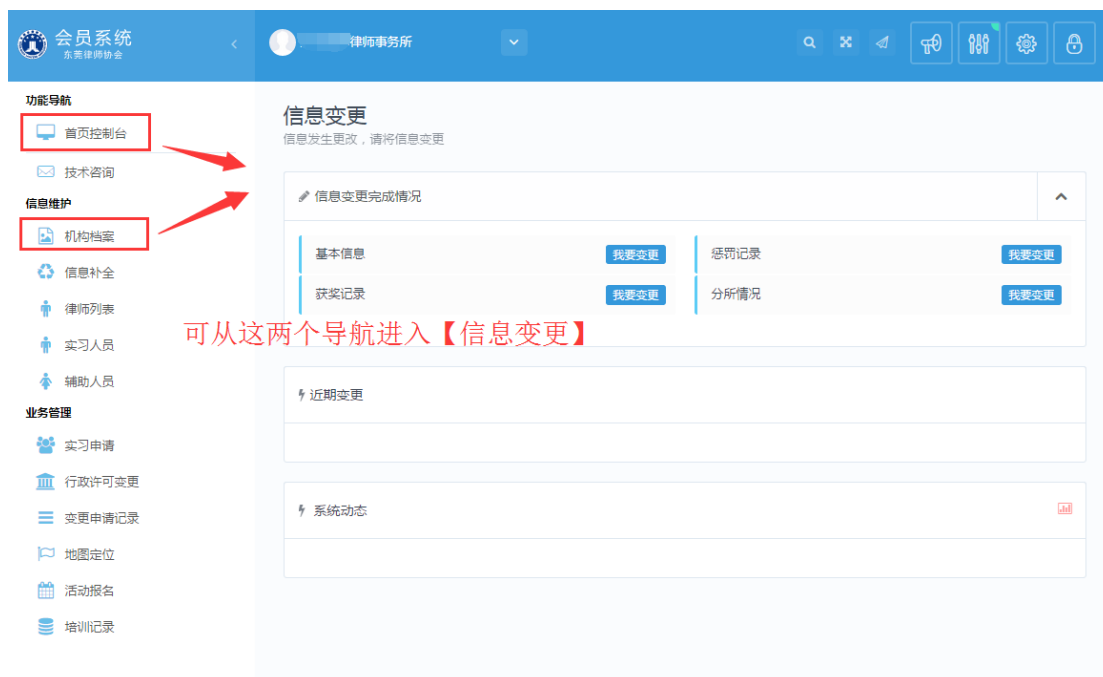 会员系统
东莞律师协会
律师事务所
功能导航
首页控制台
技术咨询
信息维护
机构档案
信息补全
律师列表
实习人员
辅助人员
业务管理
实习申请
行政许可变更
变更申请记录
地图定位
活动报名
培训记录
信息变更
信息发生更改，请将信息变更
信息变更完成情况
基本信息 我要变更 惩罚记录 我要变更
获奖记录 我要变更 分所情况 我要变更
可从这两个导航进入【信息变更】
近期变更
系统动态